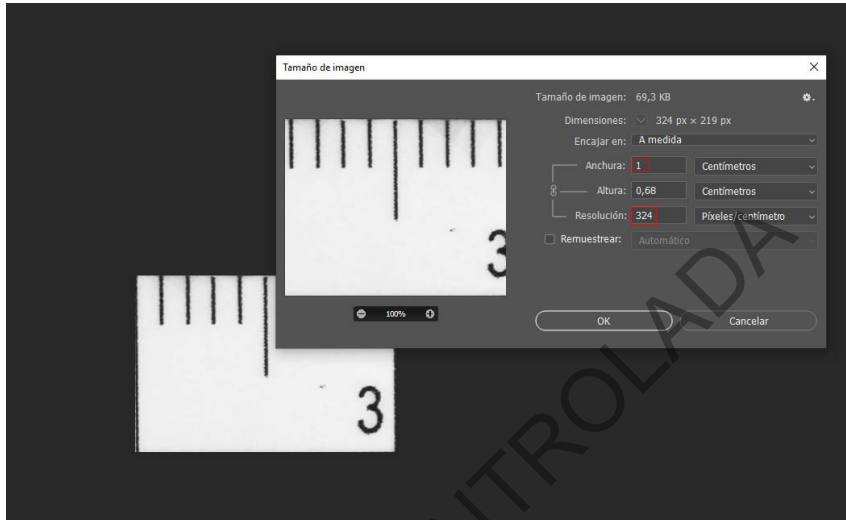 Tamaño de imagen
Tamaño de imagen: 69,3 KB
Dimensiones: 324 px × 219 px
Encajar en: A medida
Anchura: 1 Centímetros
Altura: 0,68 Centímetros
Resolución: 324 Píxeles/centímetro
Remuestrear: Automático
3
100%
OK Cancelar
3